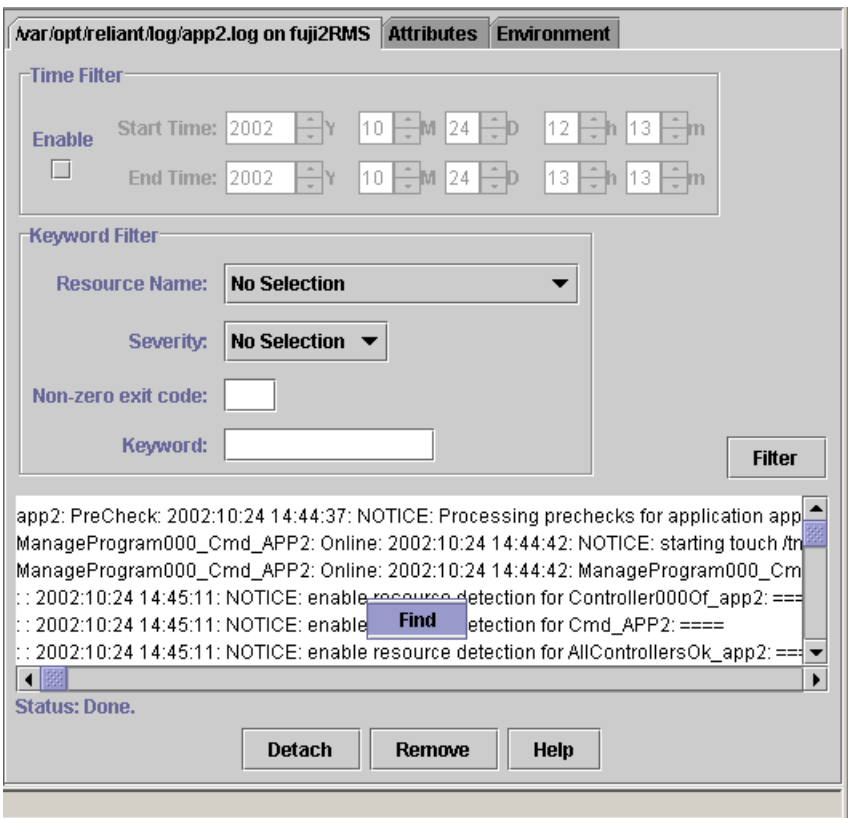 /var/opt/reliant/log/app2.log on fuji2RMS Attributes Environment
Time Filter
Enable
Start Time: 2002 Y 10 M 24 D 12 h 13 m
End Time: 2002 Y 10 M 24 D 13 h 13 m
Keyword Filter
Resource Name: No Selection
Severity: No Selection
Non-zero exit code:
Keyword:
Filter
app2: PreCheck: 2002:10:24 14:44:37: NOTICE: Processing prechecks for application app
ManageProgram000_Cmd_APP2: Online: 2002:10:24 14:44:42: NOTICE: starting touch /tn
ManageProgram000_Cmd_APP2: Online: 2002:10:24 14:44:42: ManageProgram000_Cm
: : 2002:10:24 14:45:11: NOTICE: enable resource detection for Controller000Of_app2: ===
: : 2002:10:24 14:45:11: NOTICE: enable etection for Cmd_APP2: ====
Find
: : 2002:10:24 14:45:11: NOTICE: enable resource detection for AllControllersOk_app2: ===
Status: Done.
Detach Remove Help